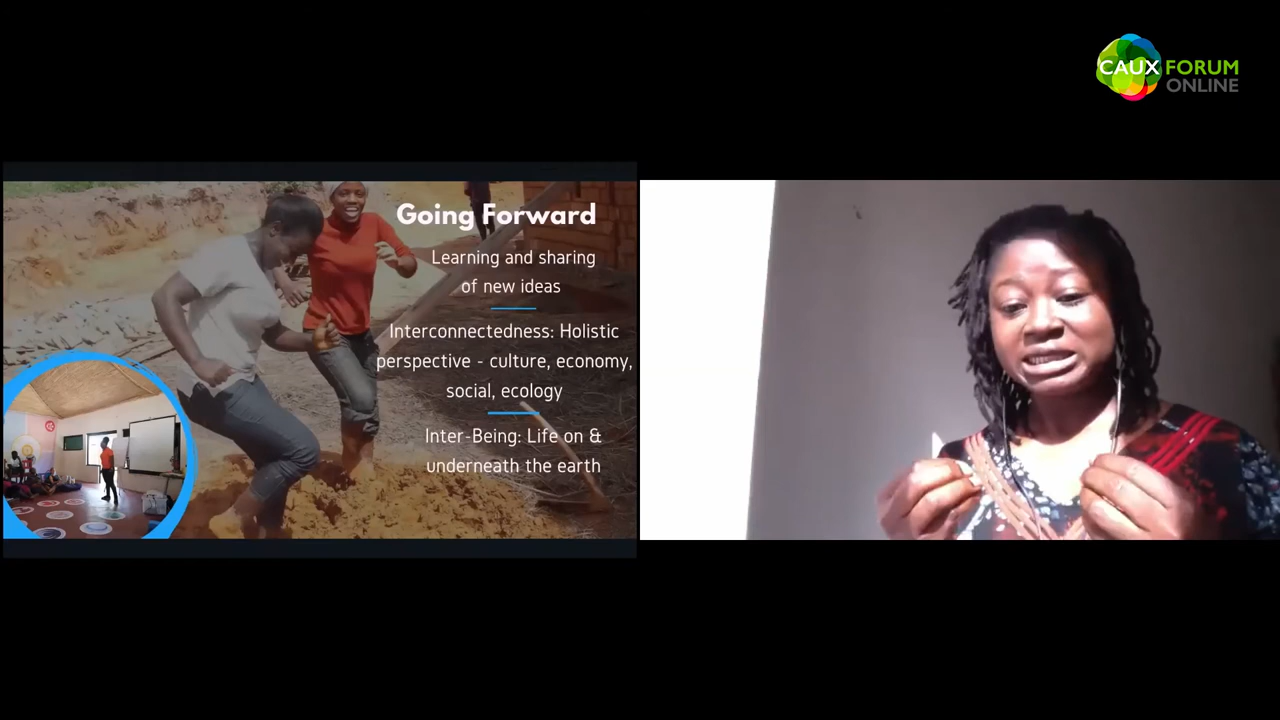 CAUX FORUM
ONLINE
Going Forward
Learning and sharing
of new ideas
Interconnectedness: Holistic
perspective - culture, economy,
social, ecology
Inter-Being: Life on &
underneath the earth